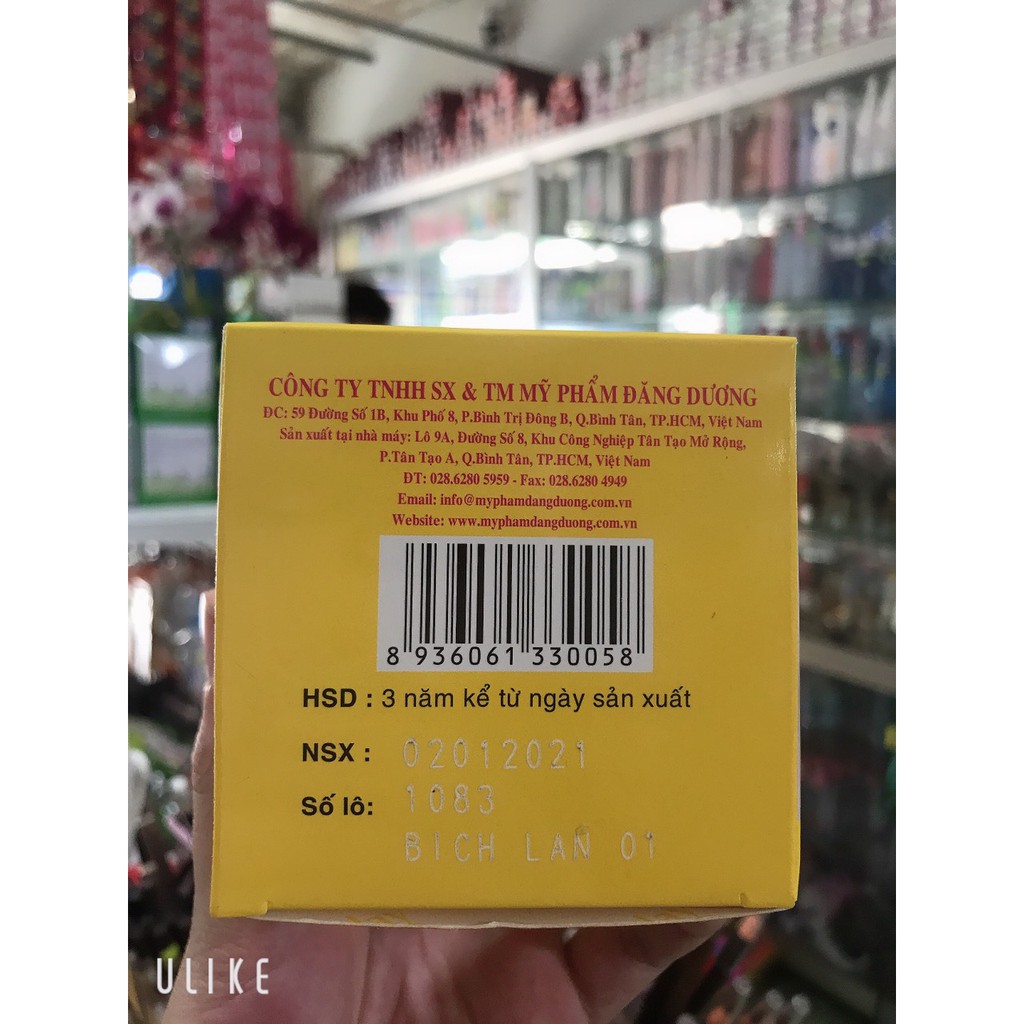 CÔNG TY TNHH SX & TM MỸ PHẨM ĐĂNG DƯƠNG
ĐC: 59 Đường Số 1B, Khu Phố 8, P.Bình Trị Đông B, Q.Bình Tân, TP.HCM, Việt Nam
Sản xuất tại nhà máy: Lô 9A, Đường Số 8, Khu Công Nghiệp Tân Tạo Mở Rộng,
P.Tân Tạo A, Q.Bình Tân, TP.HCM, Việt Nam
ĐT: 028.6280 5959 - Fax: 028.6280 4949
Email: info@myphamdangduong.com.vn
Website: www.myphamdangduong.com.vn
8 936061 330058
HSD : 3 năm kể từ ngày sản xuất
NSX : 02012021
Số lô: 1083
BICH LAN 01
ULIKE